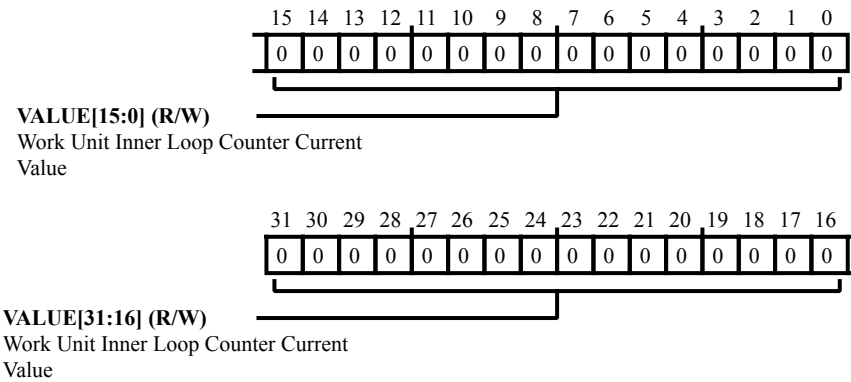 15 14 13 12 11 10 9 8 7 6 5 4 3 2 1 0
0 0 0 0 0 0 0 0 0 0 0 0 0 0 0 0
VALUE[15:0] (R/W)
Work Unit Inner Loop Counter Current
Value
31 30 29 28 27 26 25 24 23 22 21 20 19 18 17 16
0 0 0 0 0 0 0 0 0 0 0 0 0 0 0 0
VALUE[31:16] (R/W)
Work Unit Inner Loop Counter Current
Value